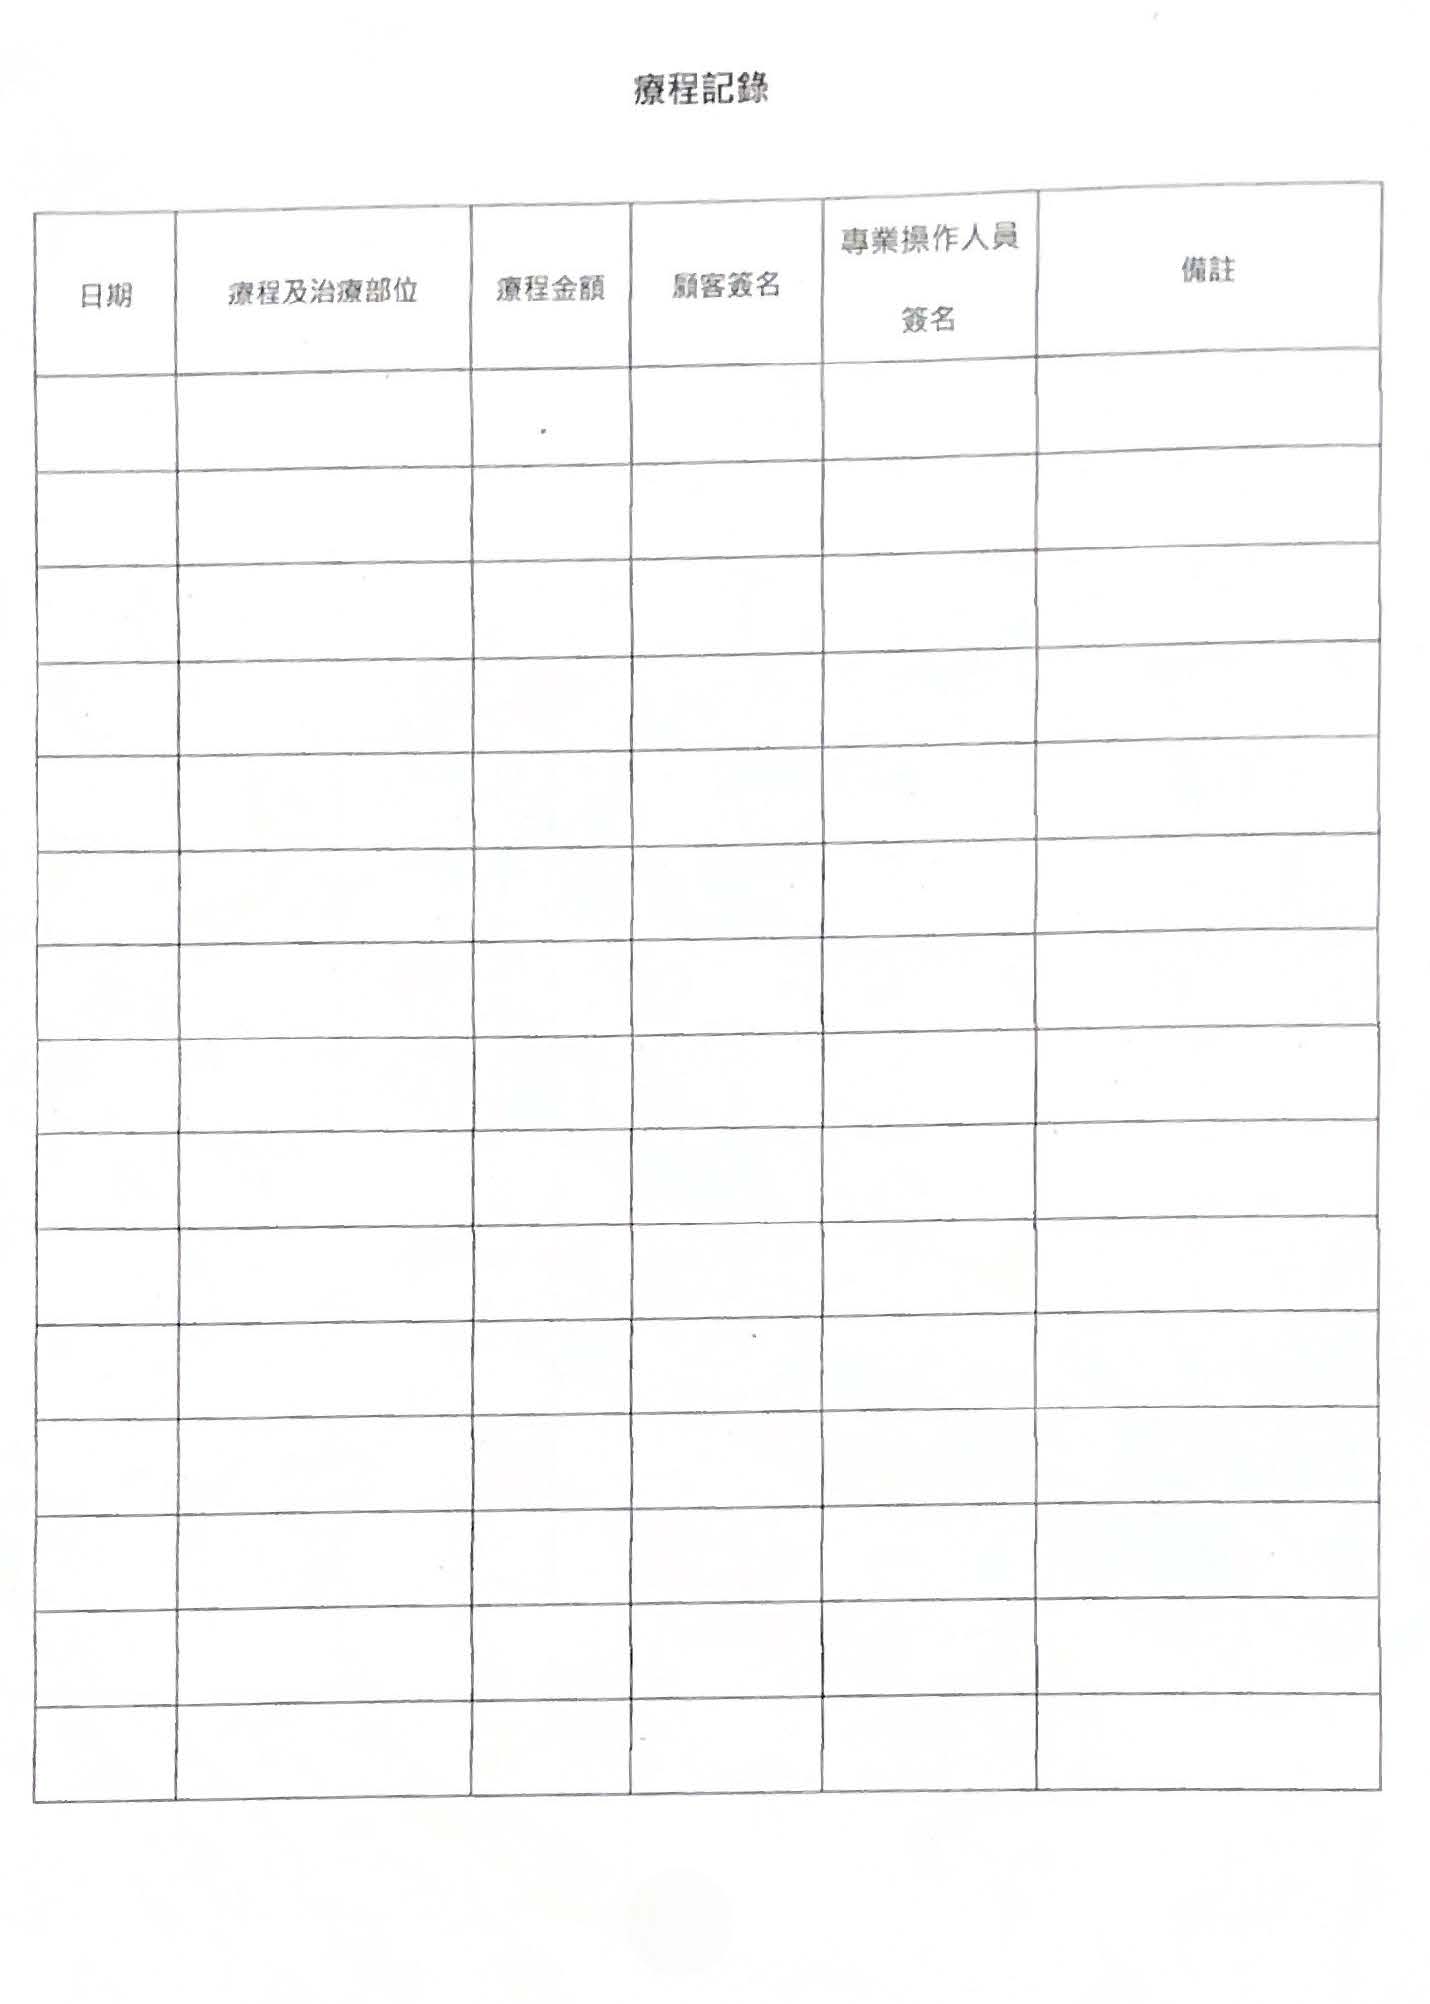 療程記錄
日期
療程及治療部位
療程金額
顧客簽名
專業操作人員
簽名
備註